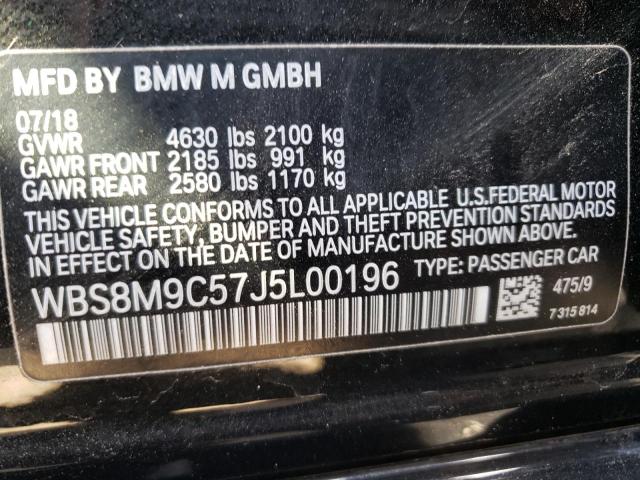 MFD BY BMW M GMBH
07/18
GVWR 4630 lbs 2100 kg
GAWR FRONT 2185 lbs 991 kg
GAWR REAR 2580 lbs 1170 kg
THIS VEHICLE CONFORMS TO ALL APPLICABLE U.S.FEDERAL MOTOR
VEHICLE SAFETY, BUMPER AND THEFT PREVENTION STANDARDS
IN EFFECT ON THE DATE OF MANUFACTURE SHOWN ABOVE.
WBS8M9C57J5L00196 TYPE: PASSENGER CAR
475/9
7 315 814